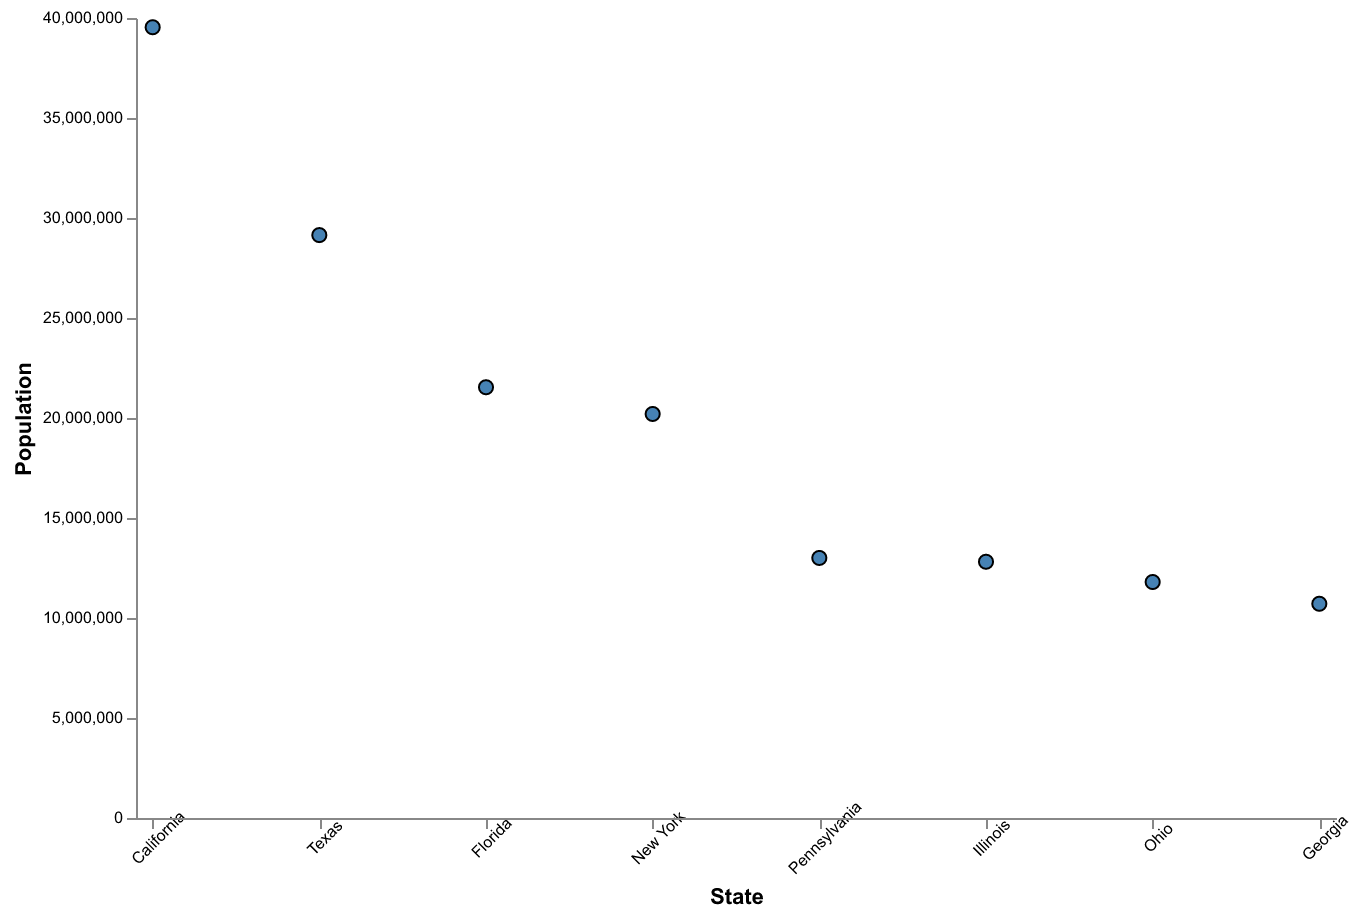 40,000,000
35,000,000
30,000,000
25,000,000
20,000,000
15,000,000
10,000,000
5,000,000
0
Population
California
Texas
Florida
New York
Pennsylvania
Illinois
Ohio
Georgia
State